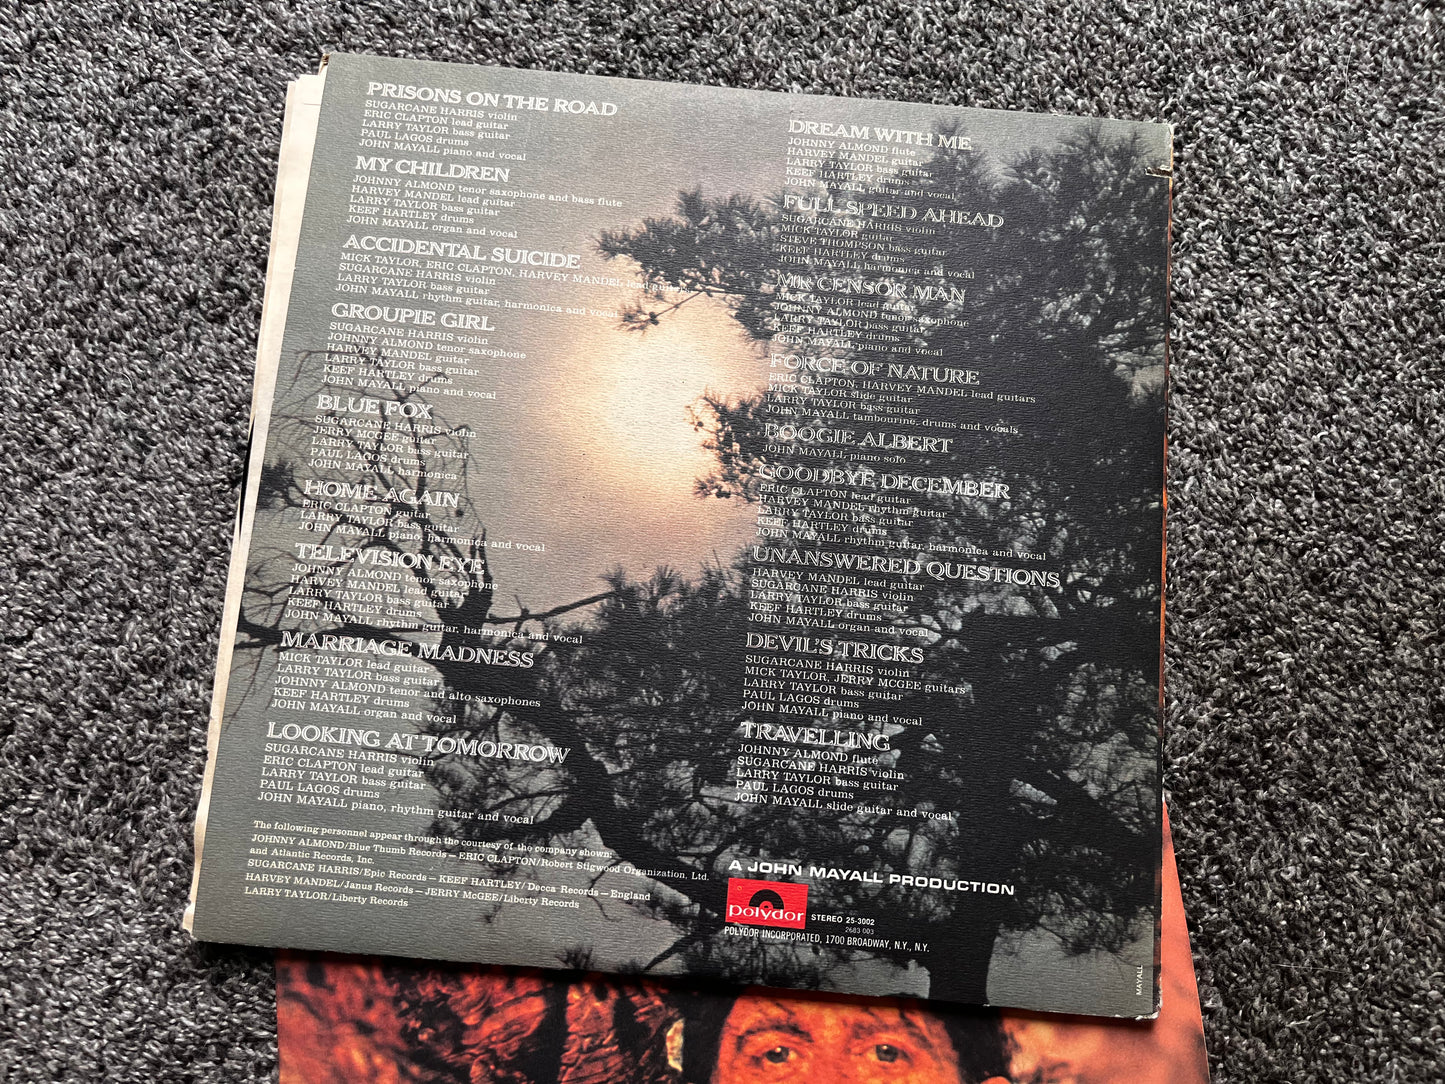 PRISONS ON THE ROAD
SUGARCANE HARRIS violin
ERIC CLAPTON lead guitar
LARRY TAYLOR bass guitar
PAUL LAGOS drums
JOHN MAYALL piano and vocal
MY CHILDREN
JOHNNY ALMOND tenor saxophone and bass flute
HARVEY MANDEL lead guitar
LARRY TAYLOR bass guitar
KEEF HARTLEY drums
JOHN MAYALL organ and vocal
ACCIDENTAL SUICIDE
MICK TAYLOR, ERIC CLAPTON, HARVEY MANDEL lead guitars
SUGARCANE HARRIS violin
LARRY TAYLOR bass guitar
JOHN MAYALL rhythm guitar, harmonica and vocal
GROUPIE GIRL
SUGARCANE HARRIS violin
JOHNNY ALMOND tenor saxophone
HARVEY MANDEL guitar
LARRY TAYLOR bass guitar
KEEF HARTLEY drums
JOHN MAYALL piano and vocal
BLUE FOX
SUGARCANE HARRIS violin
JERRY MCGEE guitar
LARRY TAYLOR bass guitar
PAUL LAGOS drums
JOHN MAYALL harmonica
HOME AGAIN
ERIC CLAPTON guitar
LARRY TAYLOR bass guitar
JOHN MAYALL piano, harmonica and vocal
TELEVISION EYE
JOHNNY ALMOND tenor saxophone
HARVEY MANDEL lead guitar
LARRY TAYLOR bass guitar
KEEF HARTLEY drums
JOHN MAYALL rhythm guitar, harmonica and vocal
MARRIAGE MADNESS
MICK TAYLOR lead guitar
LARRY TAYLOR bass guitar
JOHNNY ALMOND tenor and alto saxophones
KEEF HARTLEY drums
JOHN MAYALL organ and vocal
LOOKING AT TOMORROW
SUGARCANE HARRIS violin
ERIC CLAPTON lead guitar
LARRY TAYLOR bass guitar
PAUL LAGOS drums
JOHN MAYALL piano, rhythm guitar and vocal
The following personnel appear through the courtesy of the company shown:
JOHNNY ALMOND/Blue Thumb Records — ERIC CLAPTON/Robert Stigwood Organization, Ltd.
and Atlantic Records, Inc.
SUGARCANE HARRIS/Epic Records — KEEF HARTLEY/Decca Records — England
HARVEY MANDEL/Janus Records — JERRY McGEE/Liberty Records
LARRY TAYLOR/Liberty Records
DREAM WITH ME
JOHNNY ALMOND flute
HARVEY MANDEL guitar
LARRY TAYLOR bass guitar
KEEF HARTLEY drums
JOHN MAYALL guitar and vocal
FULL SPEED AHEAD
SUGARCANE HARRIS violin
MICK TAYLOR guitar
STEVE THOMPSON bass guitar
KEEF HARTLEY drums
JOHN MAYALL harmonica and vocal
MR. CENSOR MAN
MICK TAYLOR lead guitar
JOHNNY ALMOND tenor saxophone
LARRY TAYLOR bass guitar
KEEF HARTLEY drums
JOHN MAYALL piano and vocal
FORCE OF NATURE
ERIC CLAPTON, HARVEY MANDEL lead guitars
MICK TAYLOR slide guitar
LARRY TAYLOR bass guitar
JOHN MAYALL tambourine, drums and vocals
BOOGIE ALBERT
JOHN MAYALL piano solo
GOODBYE DECEMBER
ERIC CLAPTON lead guitar
HARVEY MANDEL rhythm guitar
LARRY TAYLOR bass guitar
KEEF HARTLEY drums
JOHN MAYALL rhythm guitar, harmonica and vocal
UNANSWERED QUESTIONS
HARVEY MANDEL lead guitar
SUGARCANE HARRIS violin
LARRY TAYLOR bass guitar
KEEF HARTLEY drums
JOHN MAYALL organ and vocal
DEVIL'S TRICKS
SUGARCANE HARRIS violin
MICK TAYLOR, JERRY MCGEE guitars
LARRY TAYLOR bass guitar
PAUL LAGOS drums
JOHN MAYALL piano and vocal
TRAVELLING
JOHNNY ALMOND flute
SUGARCANE HARRIS violin
LARRY TAYLOR bass guitar
PAUL LAGOS drums
JOHN MAYALL slide guitar and vocal
A JOHN MAYALL PRODUCTION
polydor
STEREO 25-3002
2683 003
POLYDOR INCORPORATED, 1700 BROADWAY, N.Y., N.Y.
MAYALL